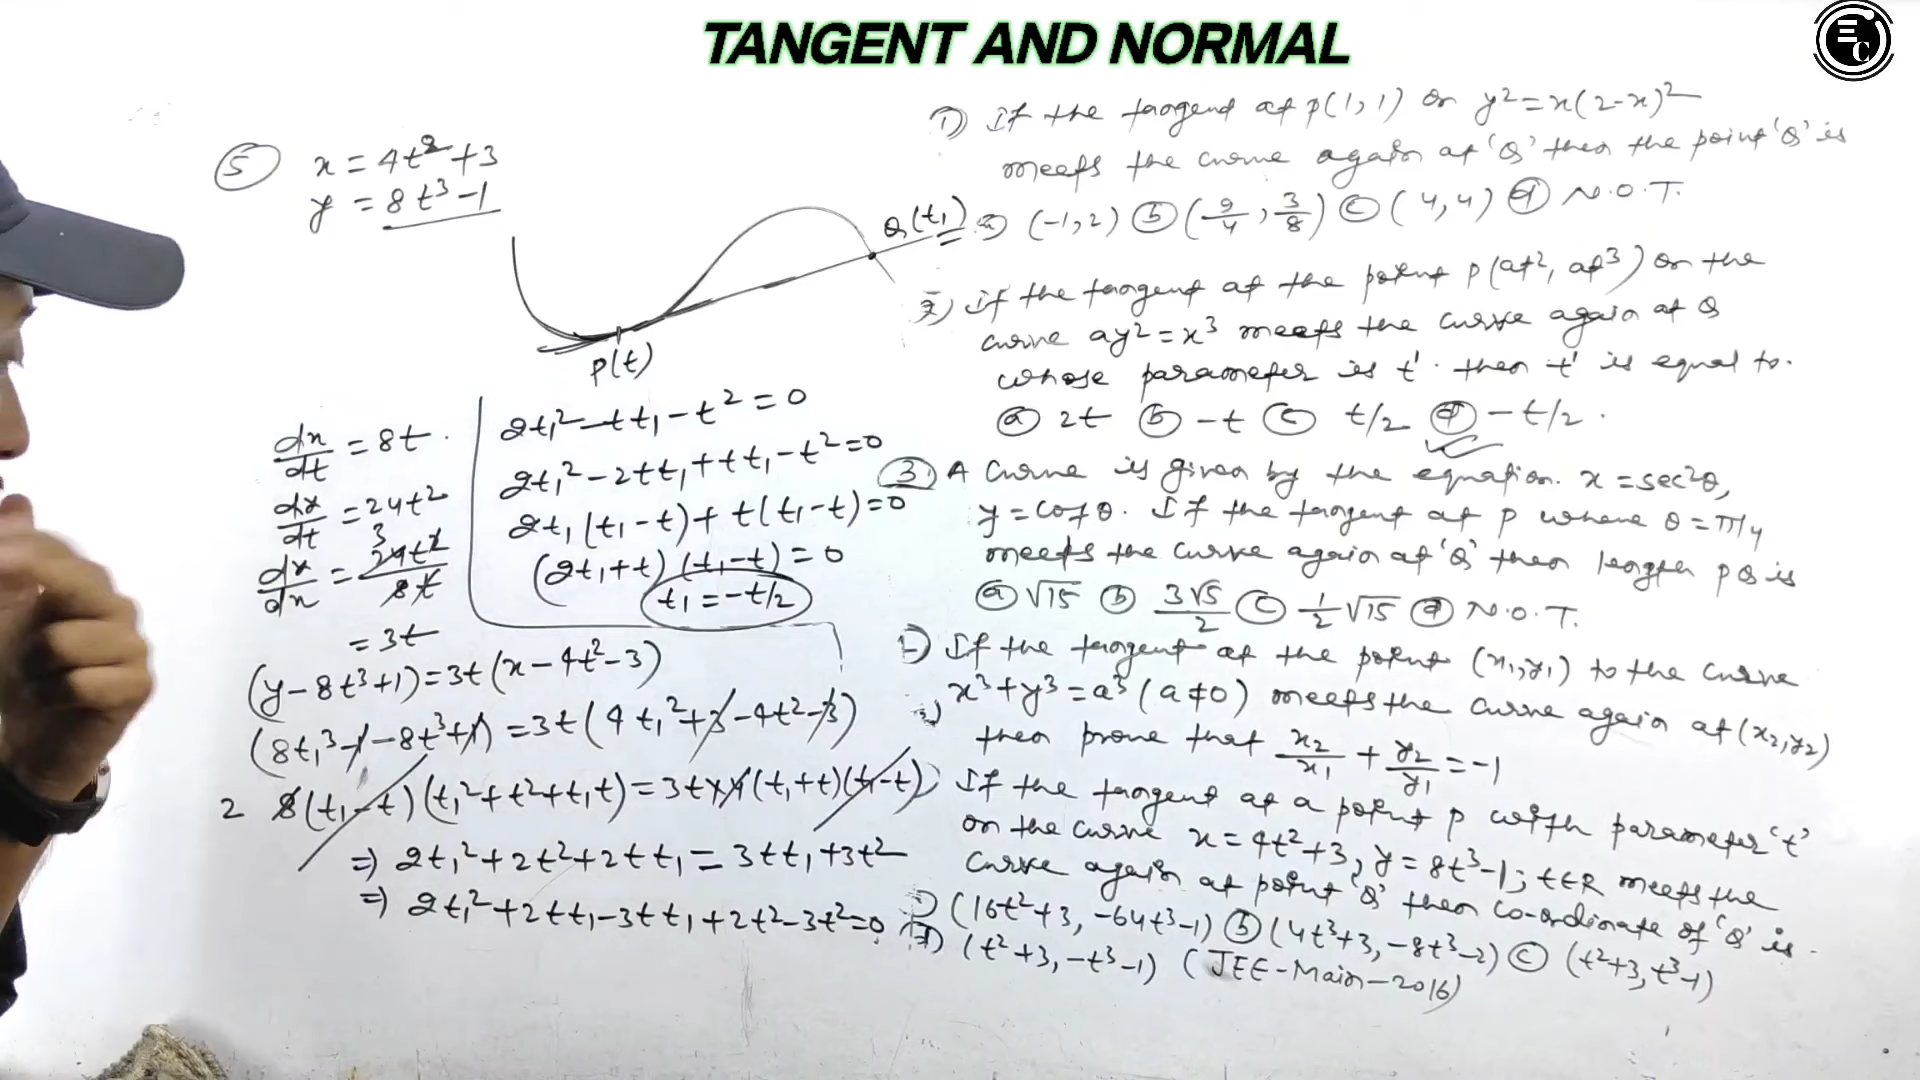 TANGENT AND NORMAL
E
C
5 x = 4t²+3
y = 8t³-1
Q(t₁)
P(t)
dx/dt = 8t.
dy/dt = 24t²
dy/dx = 24t²/8t
3
= 3t
(y-8t³+1) = 3t(x-4t²-3)
(8t₁³-1-8t³+1) = 3t(4t₁²+3-4t²-3)
2 8(t₁-t)(t₁²+t²+t₁t) = 3t×4(t₁+t)(t₁-t)
=) 2t₁²+2t²+2tt₁ = 3tt₁+3t²
=) 2t₁²+2tt₁-3tt₁+2t²-3t²=0
2t₁²-tt₁-t² = 0
2t₁²-2tt₁+tt₁-t²=0
2t₁(t₁-t)+t(t₁-t)=0
(2t₁+t)(t₁-t) = 0
t₁ = -t/2
1) If the tangent at P(1,1) on y²=x(2-x)²
meets the curve again at 'Q' then the point 'Q' is
a (-1,2) b (9/4, 3/8) c (4,4) d N.O.T.
2) If the tangent at the point P(at², at³) on the
curve ay²=x³ meets the curve again at Q
whose parameter is t'. then t' is equal to.
a 2t b -t c t/2 d -t/2.
3. A Curve is given by the equation. x = sec²θ,
y = cotθ. If the tangent at P where θ = π/4
meets the curve again at 'Q' then length PQ is
a √15 b 3√5/2 c 1/2 √15 d N.O.T.
If the tangent at the point (x₁,y₁) to the curve
x³+y³=a³ (a≠0) meets the curve again at (x₂,y₂)
then prove that x₂/x₁ + y₂/y₁ = -1
If the tangent at a point P with parameter 't'
on the curve x = 4t²+3, y = 8t³-1; t∈R meets the
curve again at point 'Q' then co-ordinate of 'Q' is.
(16t²+3, -64t³-1) b (4t³+3, -8t³-2) c (t²+3, t³-1)
d) (t²+3, -t³-1) (JEE-Main-2016)